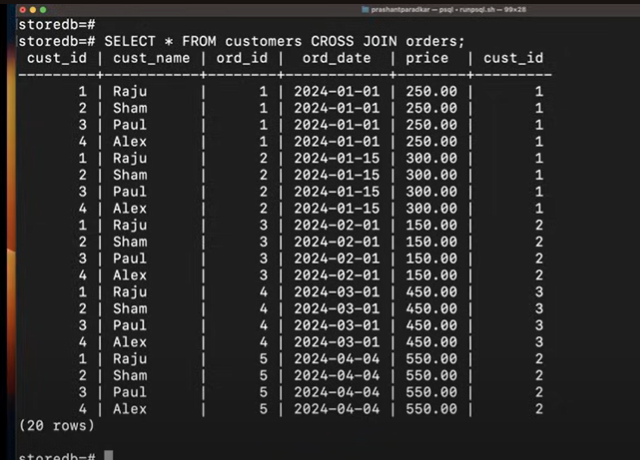 prashantparadkar — psql • runpsql.sh — 99×28
storedb=#
storedb=# SELECT * FROM customers CROSS JOIN orders;
 cust_id | cust_name | ord_id |  ord_date  | price  | cust_id
---------+-----------+--------+------------+--------+---------
       1 | Raju      |      1 | 2024-01-01 | 250.00 |       1
       2 | Sham      |      1 | 2024-01-01 | 250.00 |       1
       3 | Paul      |      1 | 2024-01-01 | 250.00 |       1
       4 | Alex      |      1 | 2024-01-01 | 250.00 |       1
       1 | Raju      |      2 | 2024-01-15 | 300.00 |       1
       2 | Sham      |      2 | 2024-01-15 | 300.00 |       1
       3 | Paul      |      2 | 2024-01-15 | 300.00 |       1
       4 | Alex      |      2 | 2024-01-15 | 300.00 |       1
       1 | Raju      |      3 | 2024-02-01 | 150.00 |       2
       2 | Sham      |      3 | 2024-02-01 | 150.00 |       2
       3 | Paul      |      3 | 2024-02-01 | 150.00 |       2
       4 | Alex      |      3 | 2024-02-01 | 150.00 |       2
       1 | Raju      |      4 | 2024-03-01 | 450.00 |       3
       2 | Sham      |      4 | 2024-03-01 | 450.00 |       3
       3 | Paul      |      4 | 2024-03-01 | 450.00 |       3
       4 | Alex      |      4 | 2024-03-01 | 450.00 |       3
       1 | Raju      |      5 | 2024-04-04 | 550.00 |       2
       2 | Sham      |      5 | 2024-04-04 | 550.00 |       2
       3 | Paul      |      5 | 2024-04-04 | 550.00 |       2
       4 | Alex      |      5 | 2024-04-04 | 550.00 |       2
(20 rows)
storedb=#